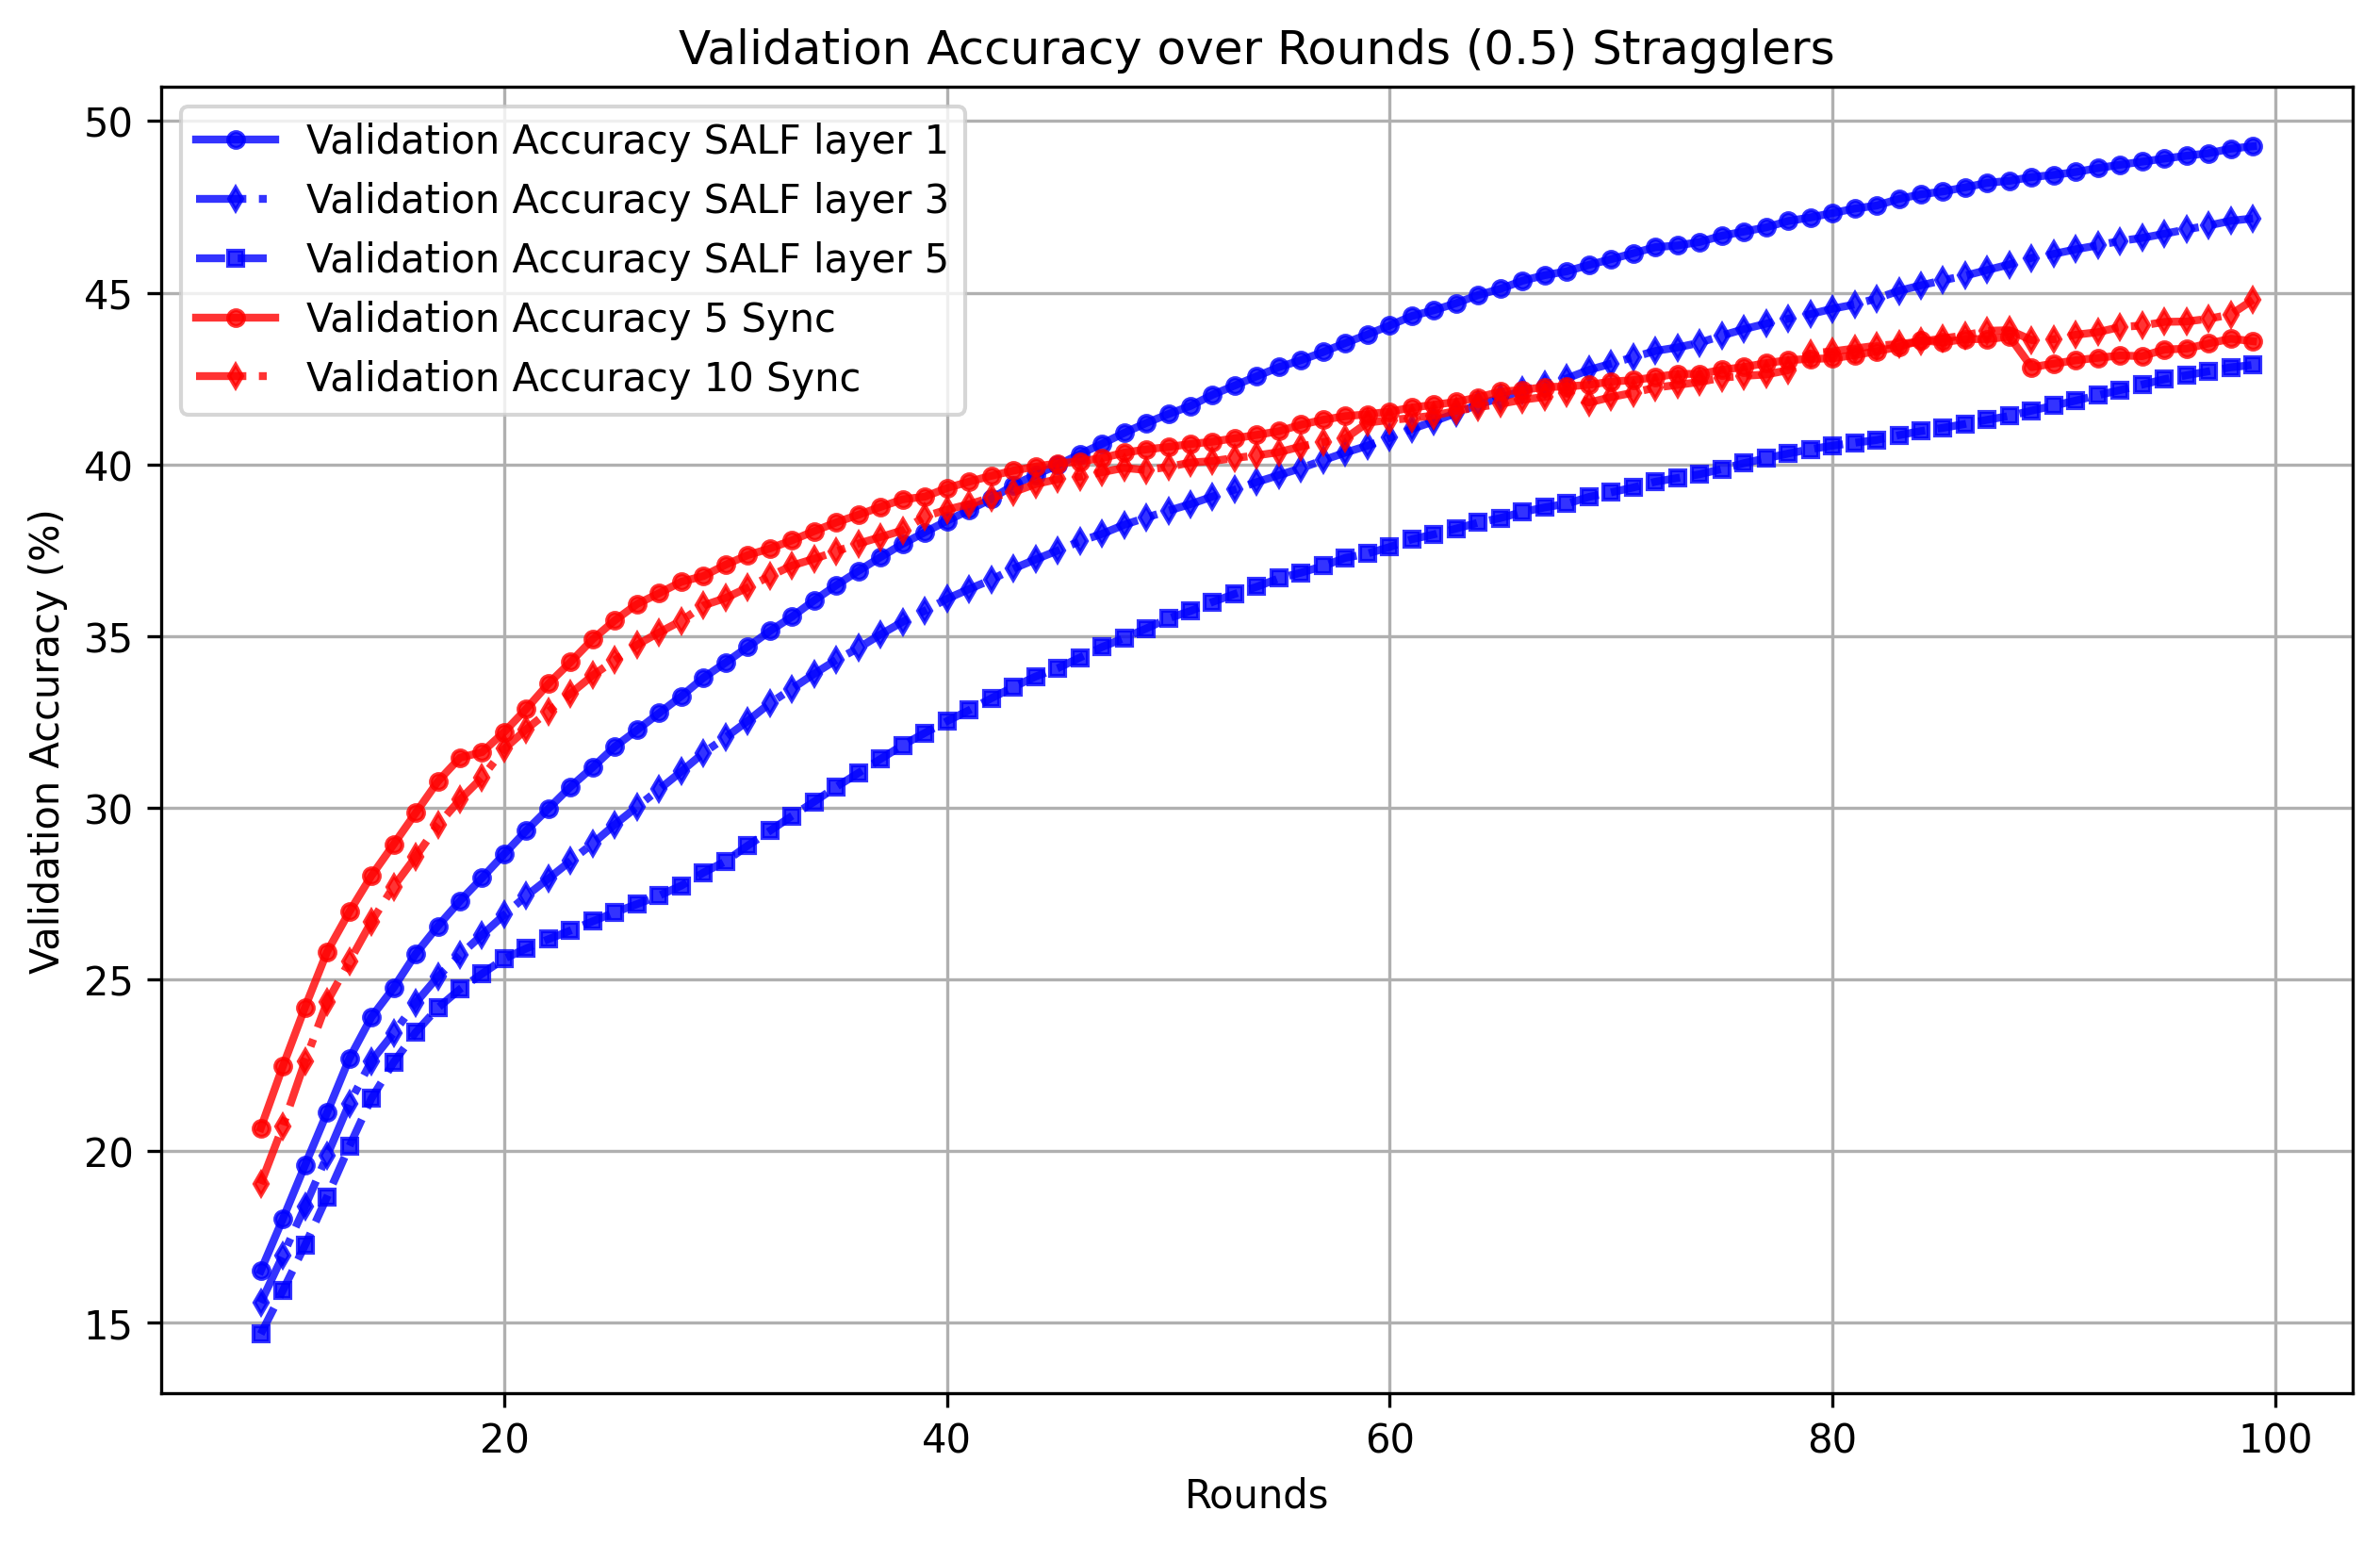 Validation Accuracy over Rounds (0.5) Stragglers
Validation Accuracy SALF layer 1
Validation Accuracy SALF layer 3
Validation Accuracy SALF layer 5
Validation Accuracy 5 Sync
Validation Accuracy 10 Sync
Validation Accuracy (%)
50
45
40
35
30
25
20
15
20 40 60 80 100
Rounds